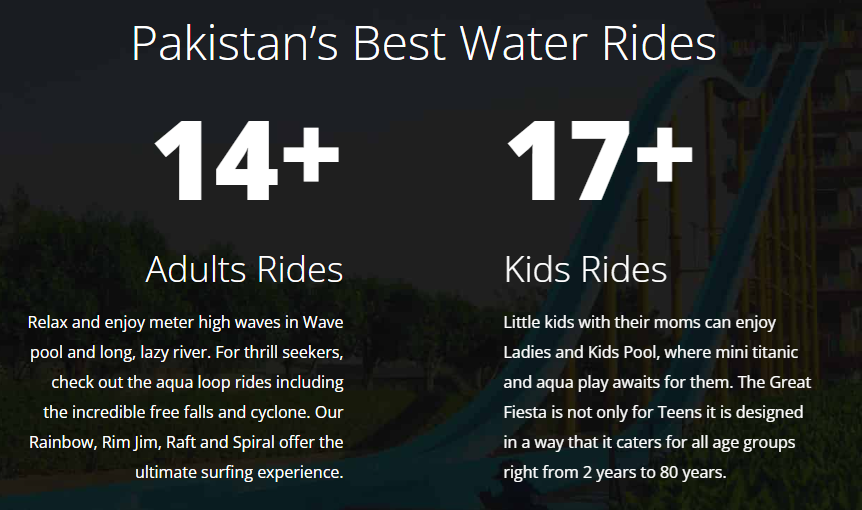 Pakistan's Best Water Rides
14+
Adults Rides
Relax and enjoy meter high waves in Wave
pool and long, lazy river. For thrill seekers,
check out the aqua loop rides including
the incredible free falls and cyclone. Our
Rainbow, Rim Jim, Raft and Spiral offer the
ultimate surfing experience.
17+
Kids Rides
Little kids with their moms can enjoy
Ladies and Kids Pool, where mini titanic
and aqua play awaits for them. The Great
Fiesta is not only for Teens it is designed
in a way that it caters for all age groups
right from 2 years to 80 years.